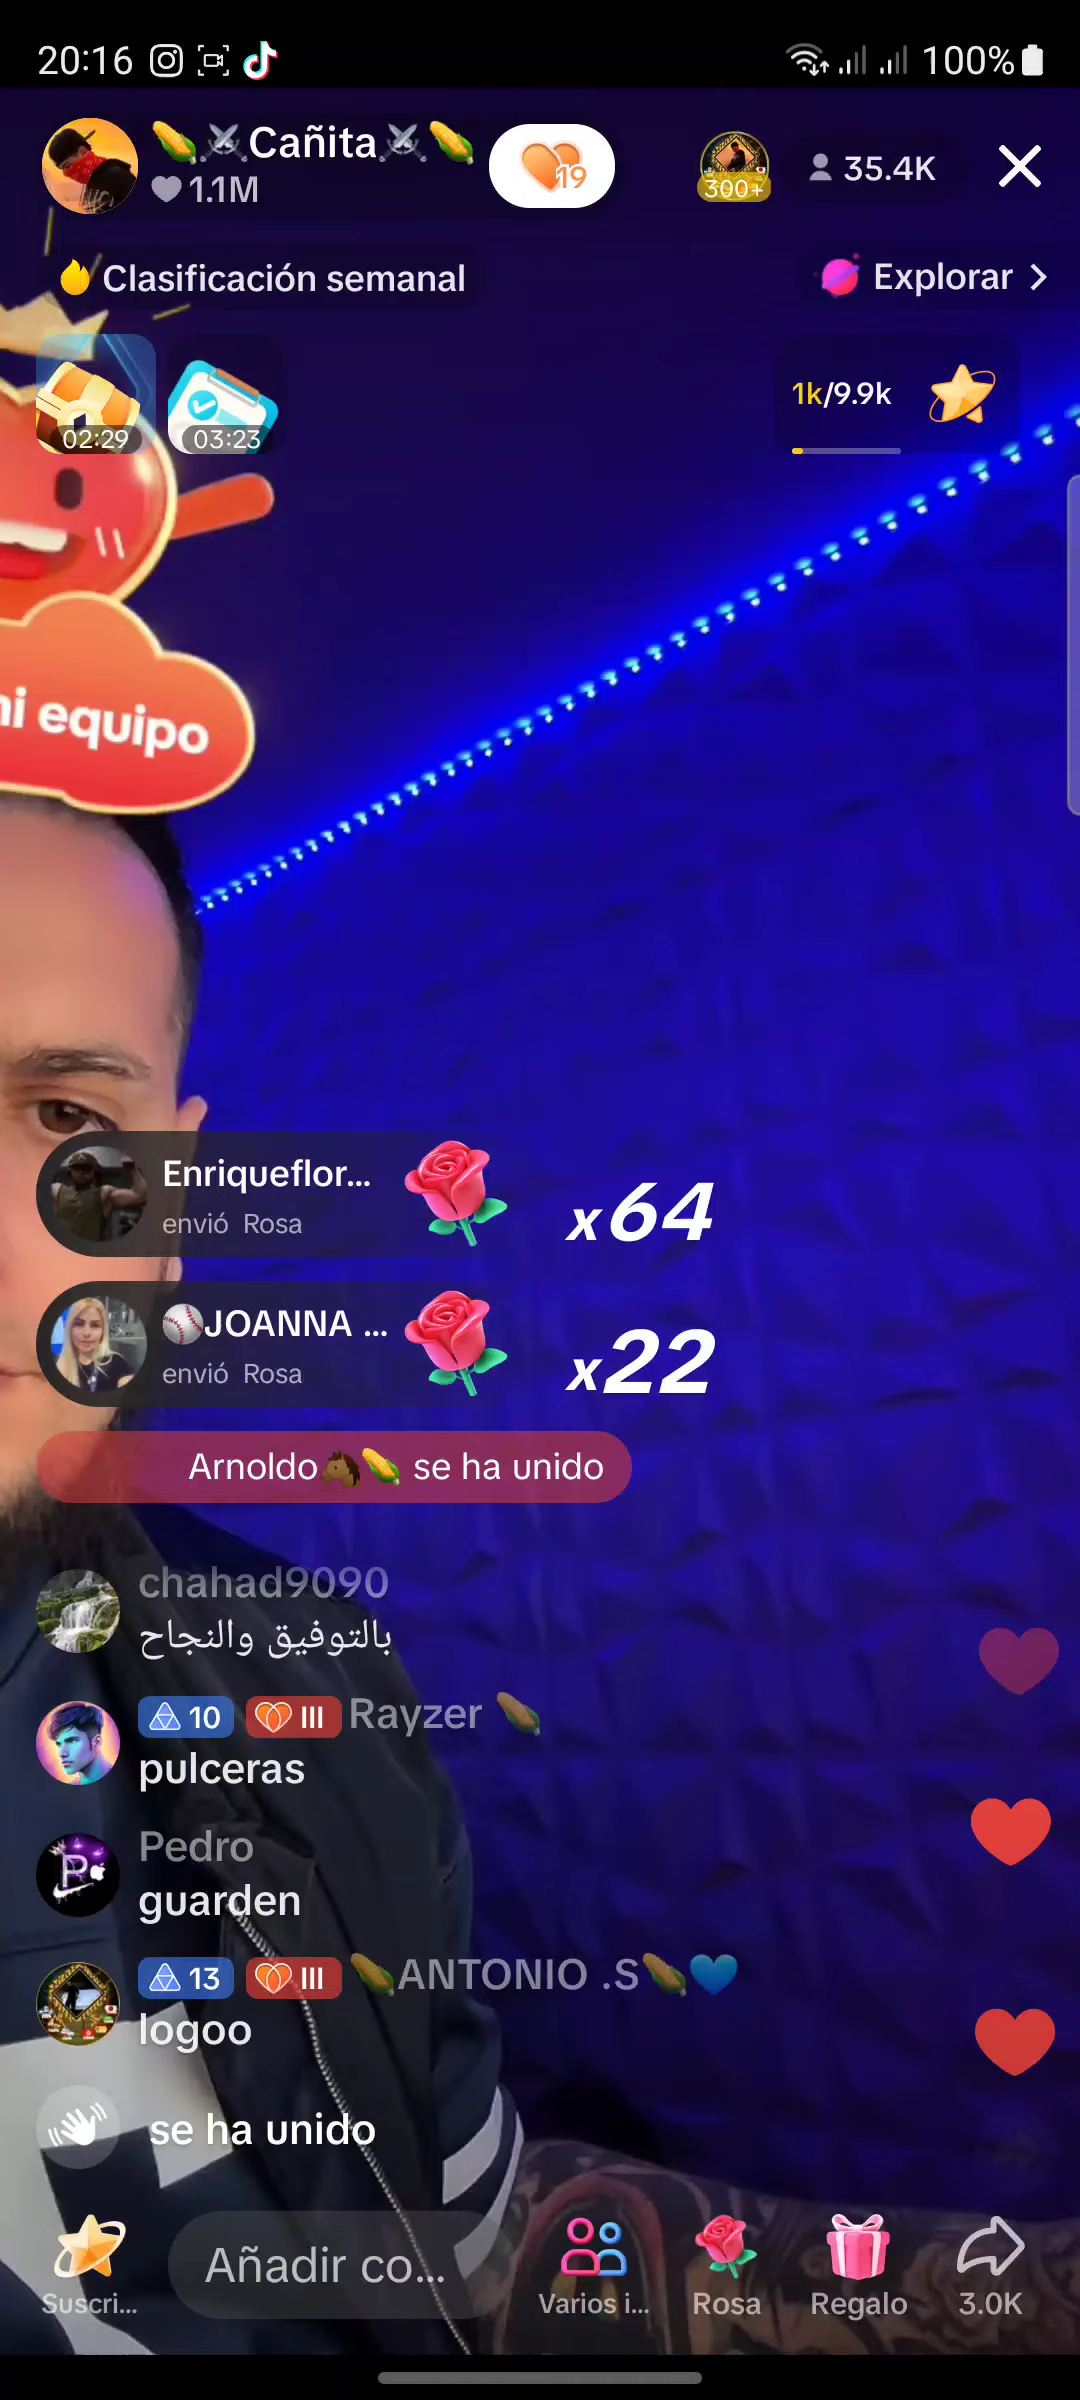 20:16 100%
🌽⚔️Cañita⚔️🌽
1.1M
19
300+
35.4K
Clasificación semanal
Explorar >
02:29
03:23
1k/9.9k
mi equipo
Enriqueflor...
envió Rosa
x64
⚾JOANNA ...
envió Rosa
x22
Arnoldo🐴🌽 se ha unido
chahad9090
بالتوفيق والنجاح
10 III Rayzer 🌽
pulceras
Pedro
guarden
13 III 🌽ANTONIO .S🌽💙
logoo
se ha unido
Añadir co...
Suscri...
Varios i...
Rosa
Regalo
3.0K